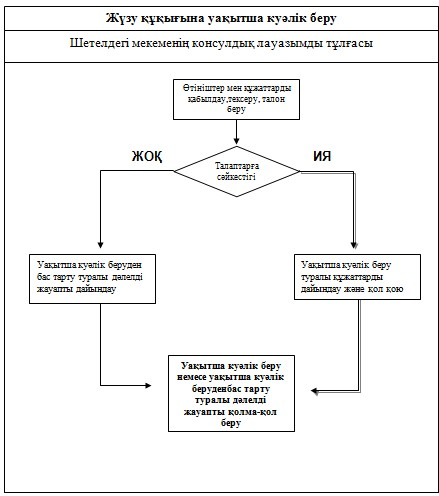 Жүзу құқығына уақытша куәлік беру
Шетелдегі мекеменің консулдық лауазымды тұлғасы
Өтініштер мен құжаттарды
қабылдау,тексеру, талон
беру
ЖОҚ
ИЯ
Талаптарға
сәйкестігі
Уақытша куәлік беруден
бас тарту туралы дәлелді
жауапты дайындау
Уақытша куәлік беру
туралы құжаттарды
дайындау және қол қою
Уақытша куәлік беру
немесе уақытша куәлік
беруденбас тарту
туралы дәлелді
жауапты қолма-қол
беру